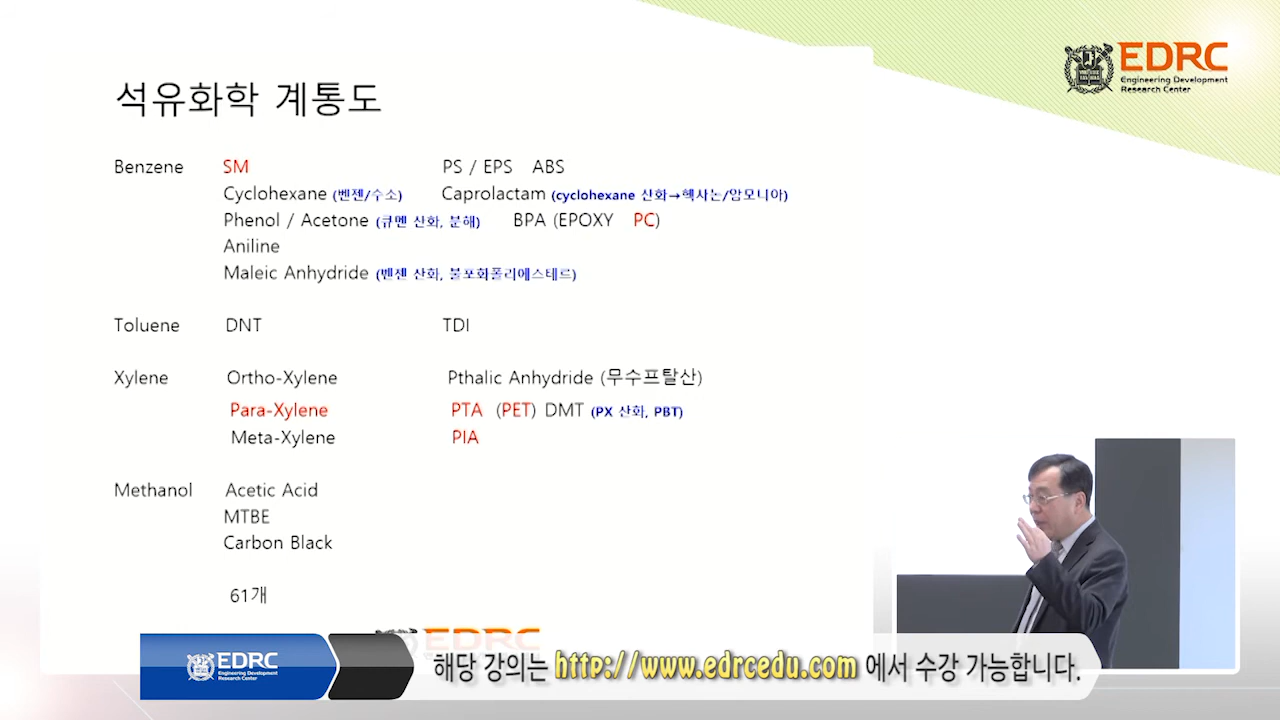 EDRC
Engineering Development
Research Center
석유화학 계통도
Benzene SM PS / EPS ABS
Cyclohexane (벤젠/수소) Caprolactam (cyclohexane 산화→헥사논/암모니아)
Phenol / Acetone (큐멘 산화, 분해) BPA (EPOXY PC)
Aniline
Maleic Anhydride (벤젠 산화, 불포화폴리에스테르)
Toluene DNT TDI
Xylene Ortho-Xylene Pthalic Anhydride (무수프탈산)
Para-Xylene PTA (PET) DMT (PX 산화, PBT)
Meta-Xylene PIA
Methanol Acetic Acid
MTBE
Carbon Black
61개
EDRC
EDRC
Engineering Development
Research Center
해당 강의는 http://www.edrcedu.com 에서 수강 가능합니다.